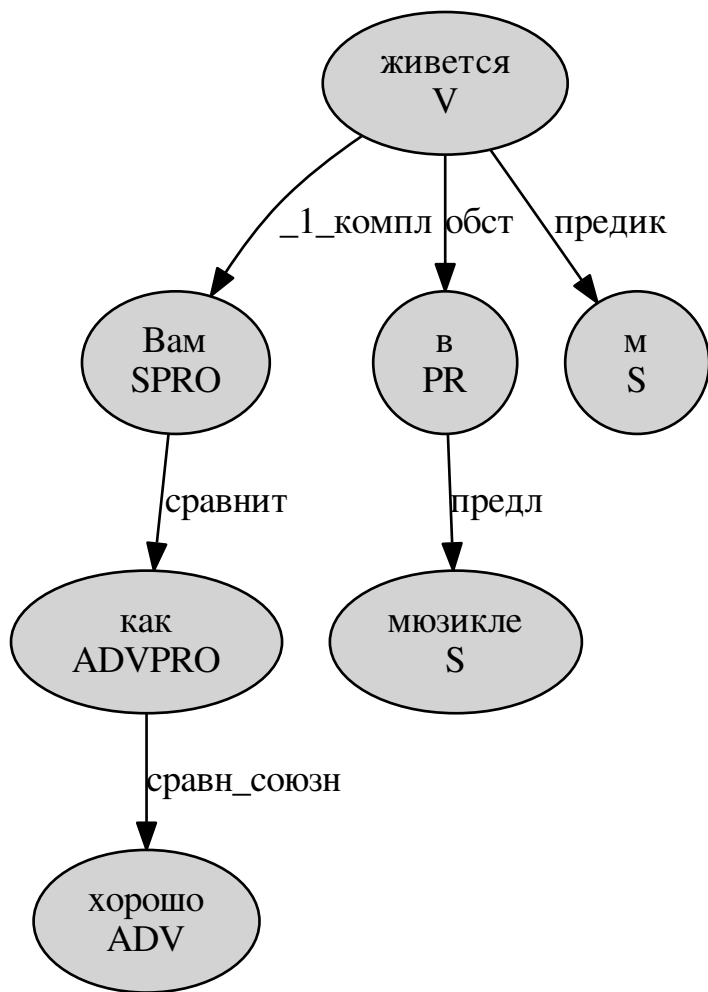 живется
V
_1_компл
обст
предик
Вам
SPRO
в
PR
м
S
сравнит
предл
как
ADVPRO
мюзикле
S
сравн_союзн
хорошо
ADV